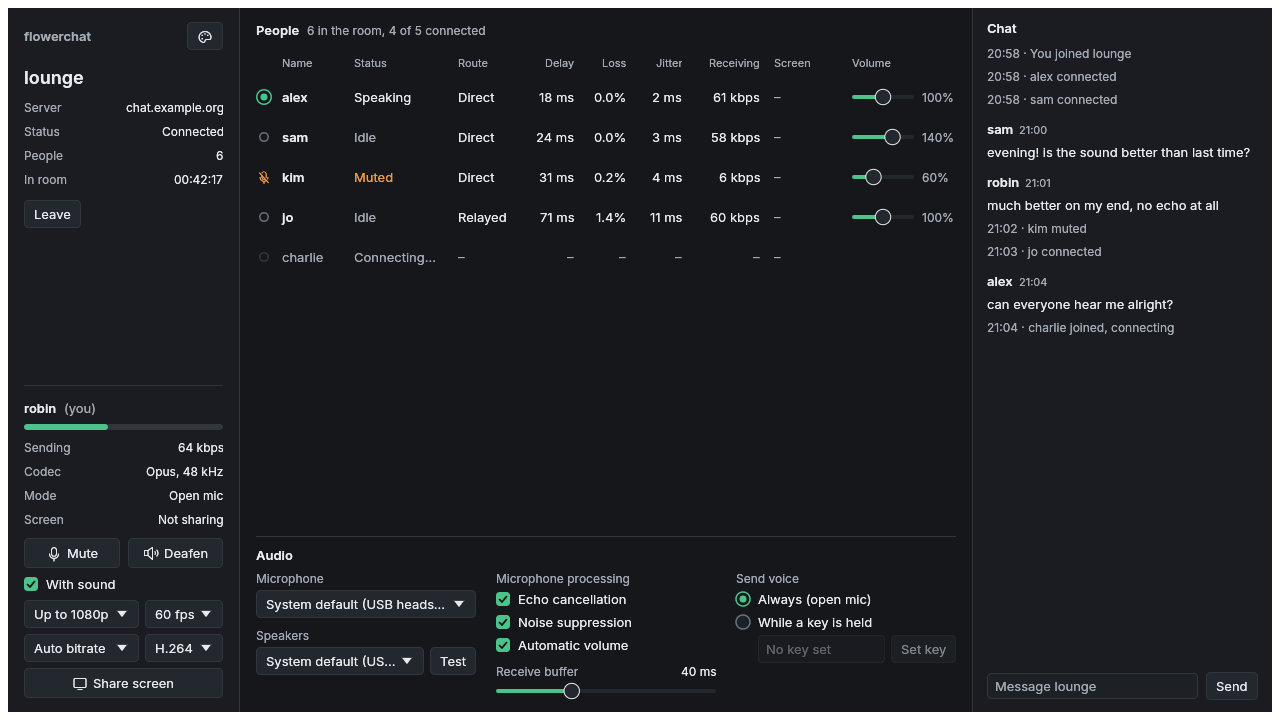 flowerchat
lounge
Server chat.example.org
Status Connected
People 6
In room 00:42:17
Leave
robin (you)
Sending 64 kbps
Codec Opus, 48 kHz
Mode Open mic
Screen Not sharing
Mute Deafen
With sound
Up to 1080p 60 fps
Auto bitrate H.264
Share screen
People 6 in the room, 4 of 5 connected
Name Status Route Delay Loss Jitter Receiving Screen Volume
alex Speaking Direct 18 ms 0.0% 2 ms 61 kbps – 100%
sam Idle Direct 24 ms 0.0% 3 ms 58 kbps – 140%
kim Muted Direct 31 ms 0.2% 4 ms 6 kbps – 60%
jo Idle Relayed 71 ms 1.4% 11 ms 60 kbps – 100%
charlie Connecting... – – – – – –
Audio
Microphone
System default (USB heads...
Speakers
System default (US... Test
Microphone processing
Echo cancellation
Noise suppression
Automatic volume
Receive buffer 40 ms
Send voice
Always (open mic)
While a key is held
No key set Set key
Chat
20:58 · You joined lounge
20:58 · alex connected
20:58 · sam connected
sam 21:00
evening! is the sound better than last time?
robin 21:01
much better on my end, no echo at all
21:02 · kim muted
21:03 · jo connected
alex 21:04
can everyone hear me alright?
21:04 · charlie joined, connecting
Message lounge Send